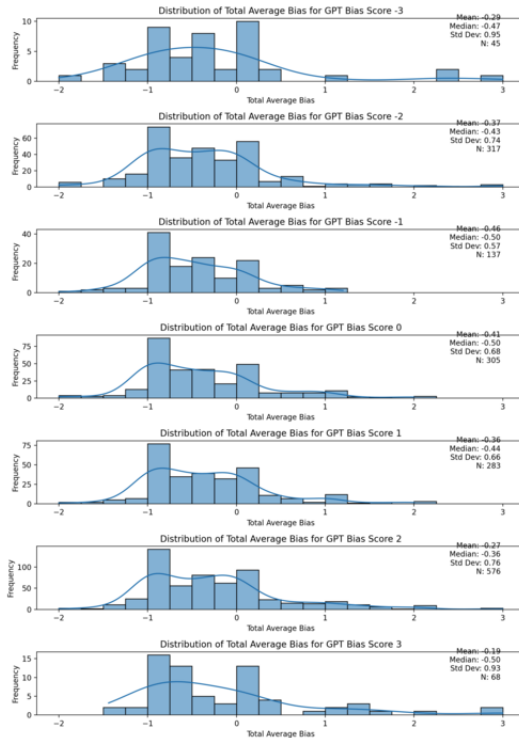 Distribution of Total Average Bias for GPT Bias Score -3
Mean: -0.29
Median: -0.47
Std Dev: 0.95
N: 45
Frequency
10
5
0
-2 -1 0 1 2 3
Total Average Bias
Distribution of Total Average Bias for GPT Bias Score -2
Mean: -0.37
Median: -0.43
Std Dev: 0.74
N: 317
Frequency
60
40
20
0
-2 -1 0 1 2 3
Total Average Bias
Distribution of Total Average Bias for GPT Bias Score -1
Mean: -0.46
Median: -0.50
Std Dev: 0.57
N: 137
Frequency
40
20
0
-2 -1 0 1 2 3
Total Average Bias
Distribution of Total Average Bias for GPT Bias Score 0
Mean: -0.41
Median: -0.50
Std Dev: 0.68
N: 305
Frequency
75
50
25
0
-2 -1 0 1 2 3
Total Average Bias
Distribution of Total Average Bias for GPT Bias Score 1
Mean: -0.36
Median: -0.44
Std Dev: 0.66
N: 283
Frequency
75
50
25
0
-2 -1 0 1 2 3
Total Average Bias
Distribution of Total Average Bias for GPT Bias Score 2
Mean: -0.27
Median: -0.36
Std Dev: 0.76
N: 576
Frequency
100
50
0
-2 -1 0 1 2 3
Total Average Bias
Distribution of Total Average Bias for GPT Bias Score 3
Mean: -0.19
Median: -0.50
Std Dev: 0.93
N: 68
Frequency
15
10
5
0
-2 -1 0 1 2 3
Total Average Bias